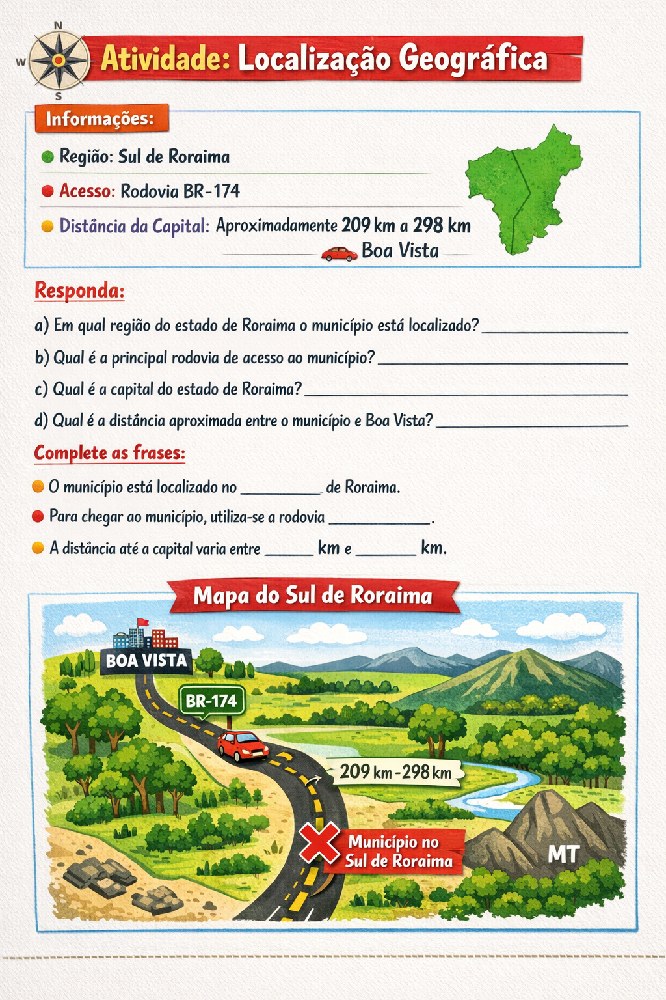 N
W
S
Atividade: Localização Geográfica
Informações:
Região: Sul de Roraima
Acesso: Rodovia BR-174
Distância da Capital: Aproximadamente 209 km a 298 km
Boa Vista
Responda:
a) Em qual região do estado de Roraima o município está localizado? ____________
b) Qual é a principal rodovia de acesso ao município? ____________
c) Qual é a capital do estado de Roraima? ____________
d) Qual é a distância aproximada entre o município e Boa Vista? ____________
Complete as frases:
O município está localizado no ________ de Roraima.
Para chegar ao município, utiliza-se a rodovia __________.
A distância até a capital varia entre _____ km e ______ km.
Mapa do Sul de Roraima
BOA VISTA
BR-174
209 km - 298 km
Município no
Sul de Roraima
MT